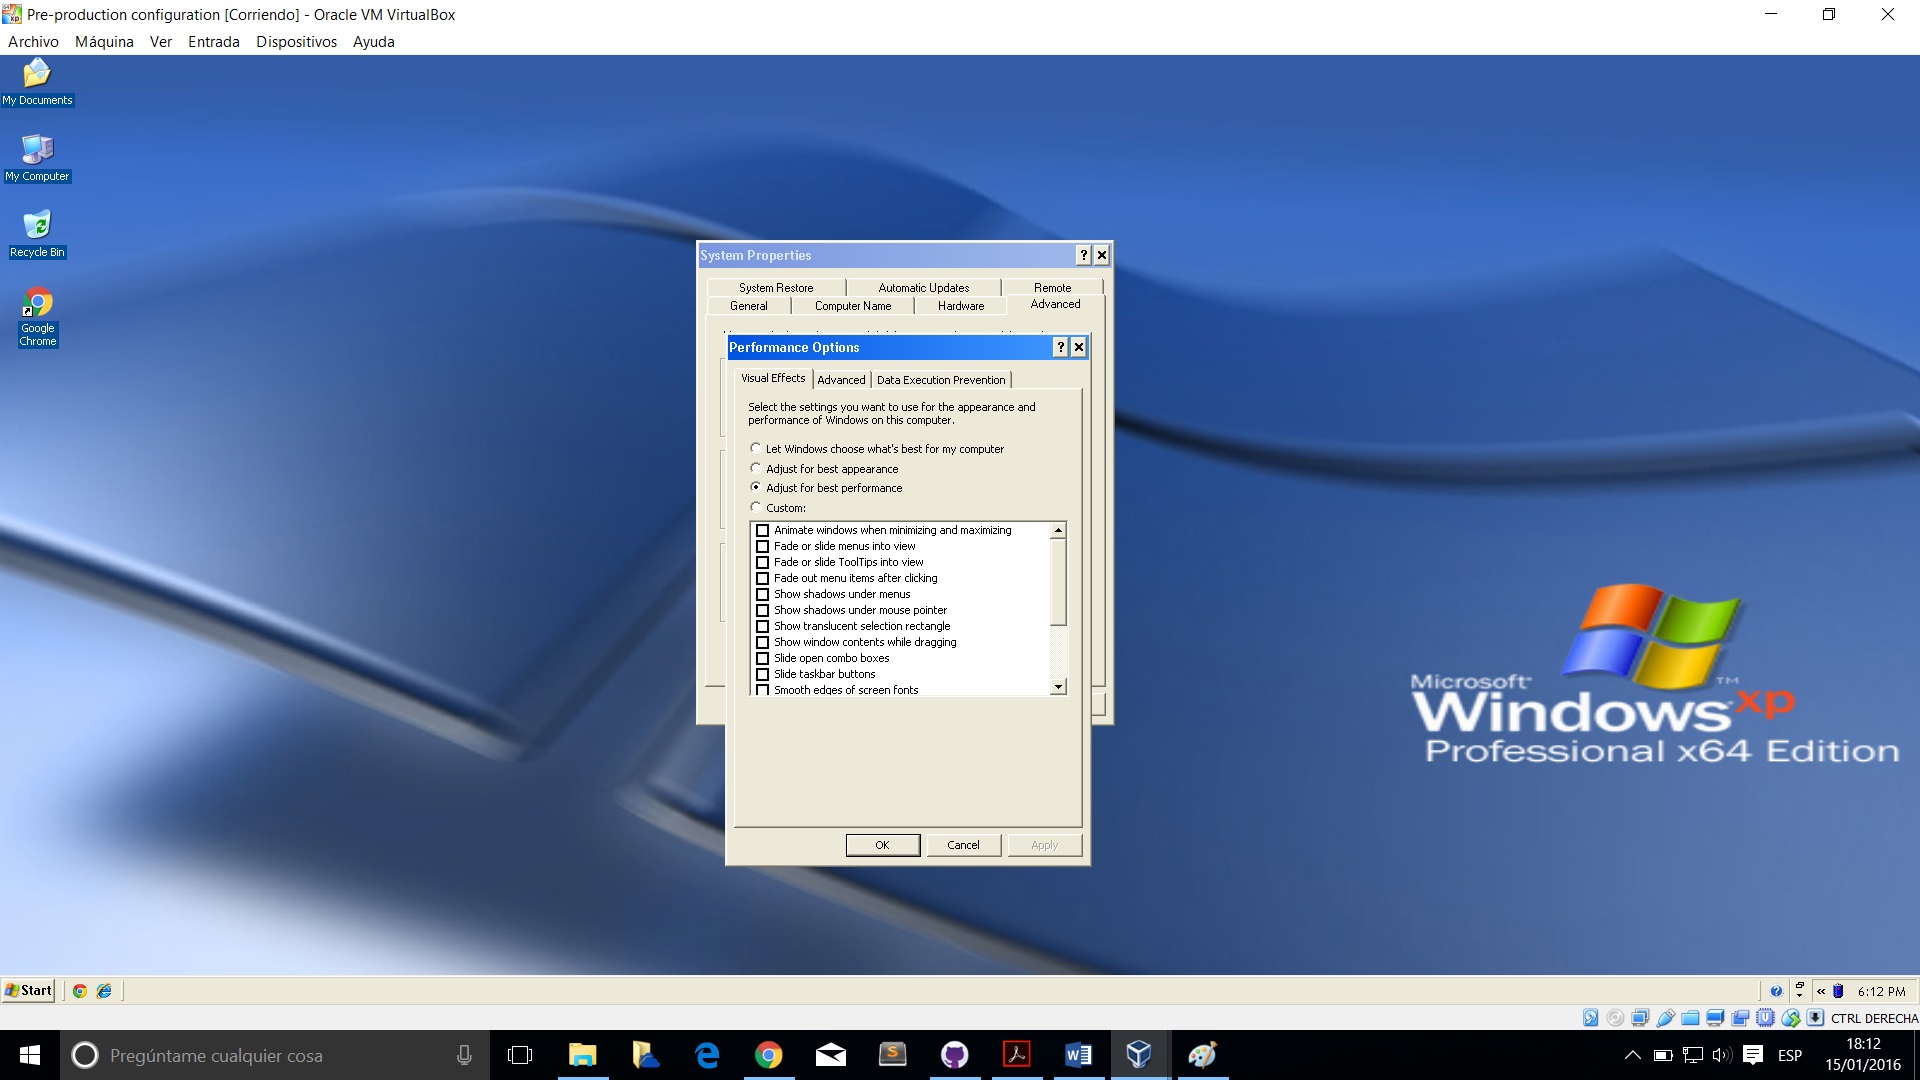 Pre-production configuration [Corriendo] - Oracle VM VirtualBox
Archivo Máquina Ver Entrada Dispositivos Ayuda
My Documents
My Computer
Recycle Bin
Google
Chrome
System Properties
System Restore Automatic Updates Remote
General Computer Name Hardware Advanced
Performance Options
Visual Effects Advanced Data Execution Prevention
Select the settings you want to use for the appearance and
performance of Windows on this computer.
Let Windows choose what's best for my computer
Adjust for best appearance
Adjust for best performance
Custom:
Animate windows when minimizing and maximizing
Fade or slide menus into view
Fade or slide ToolTips into view
Fade out menu items after clicking
Show shadows under menus
Show shadows under mouse pointer
Show translucent selection rectangle
Show window contents while dragging
Slide open combo boxes
Slide taskbar buttons
Smooth edges of screen fonts
OK Cancel Apply
Microsoft
Windows xp ™
Professional x64 Edition
Start
6:12 PM
CTRL DERECHA
Pregúntame cualquier cosa
ESP
18:12
15/01/2016